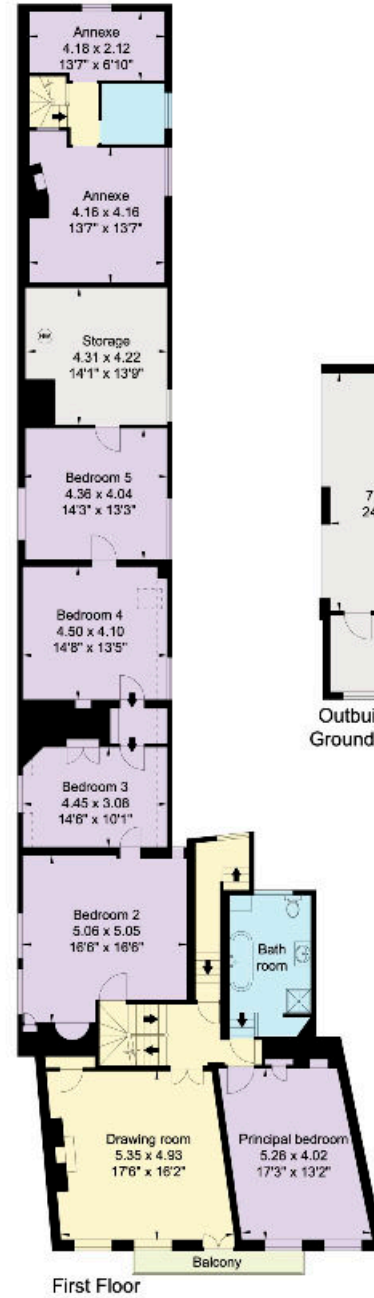 Annexe
4.18 x 2.12
13'7" x 6'10"
Annexe
4.16 x 4.16
13'7" x 13'7"
Storage
4.31 x 4.22
14'1" x 13'9"
Bedroom 5
4.36 x 4.04
14'3" x 13'3"
7
24
Bedroom 4
4.50 x 4.10
14'8" x 13'5"
Outbui
Ground
Bedroom 3
4.45 x 3.08
14'6" x 10'1"
Bedroom 2
5.06 x 5.05
16'6" x 16'6"
Bath
room
Drawing room
5.35 x 4.93
17'6" x 16'2"
Principal bedroom
5.28 x 4.02
17'3" x 13'2"
Balcony
First Floor